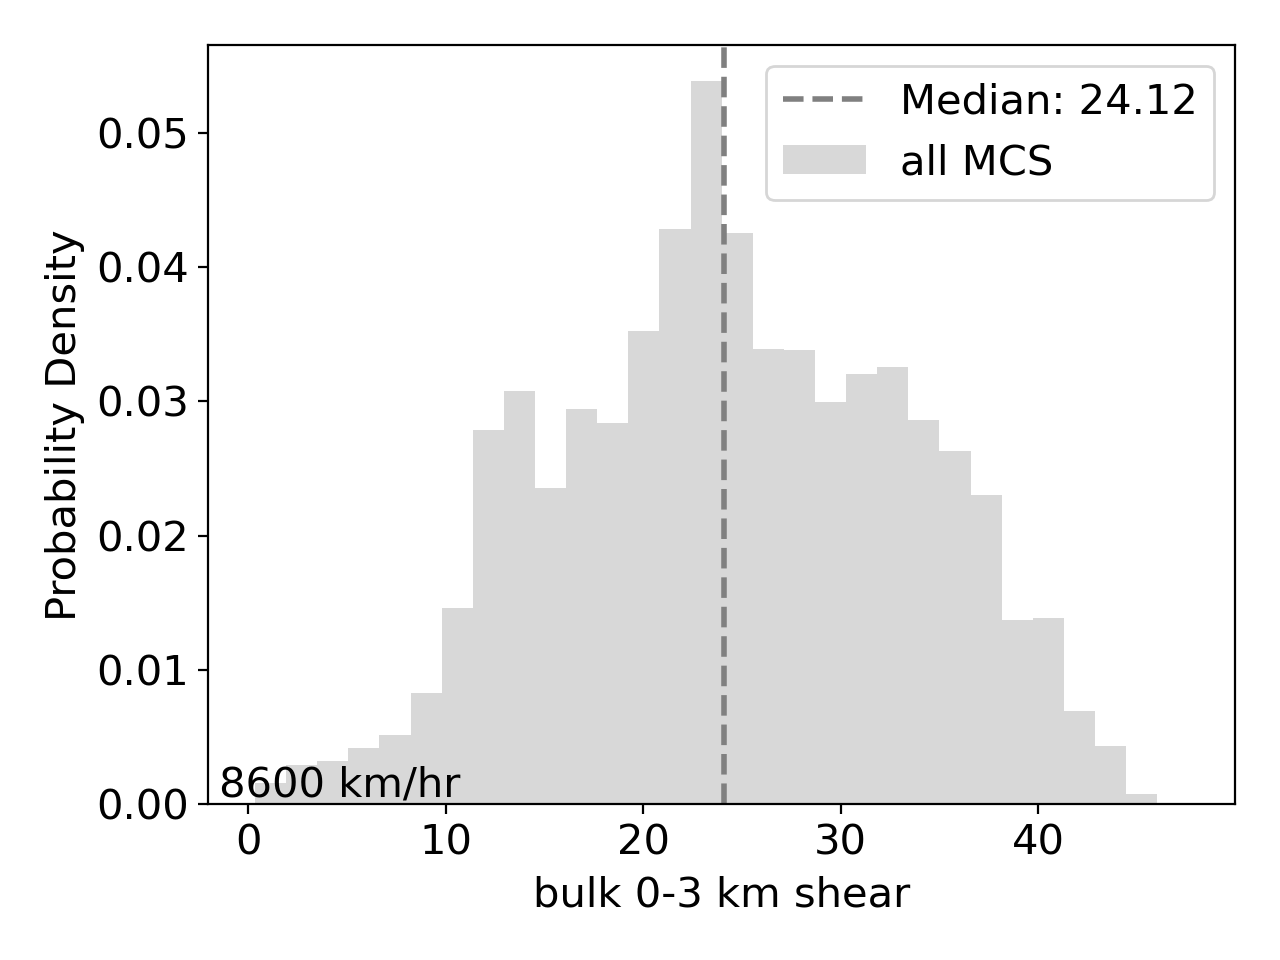 Median: 24.12
all MCS
0.05
0.04
0.03
0.02
0.01
0.00
Probability Density
8600 km/hr
0 10 20 30 40
bulk 0-3 km shear